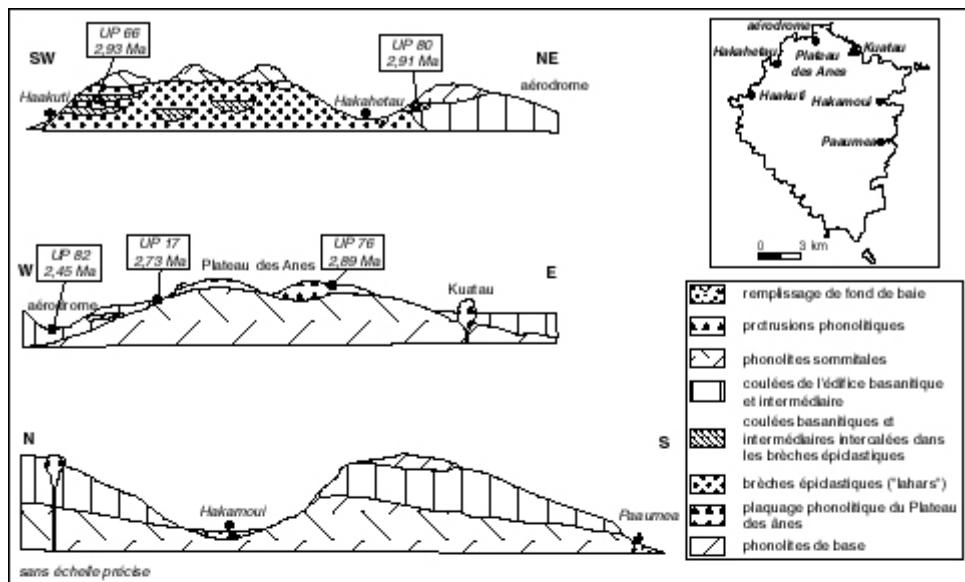 UP 66
2,93 Ma
UP 80
2,91 Ma
SW
NE
Haakuti
Hakahetau
aérodrome
UP 82
2,45 Ma
UP 17
2,73 Ma
UP 76
2,89 Ma
W
Plateau des Anes
E
aérodrome
Kuatau
N
S
Hakamoui
Paaumea
sans échelle précise
aérodrome
Hakahetau
Kuatau
Plateau
des Anes
Haakuti
Hakamoui
Paaumea
0 3 km
remplissage de fond de baie
protrusions phonolitiques
phonolites sommitales
coulées de l'édifice basanitique
et intermédiaire
coulées basanitiques et
intermédiaires intercalées dans
les brèches épiclastiques
brèches épiclastiques ("lahars")
plaquage phonolitique du Plateau
des ânes
phonolites de base